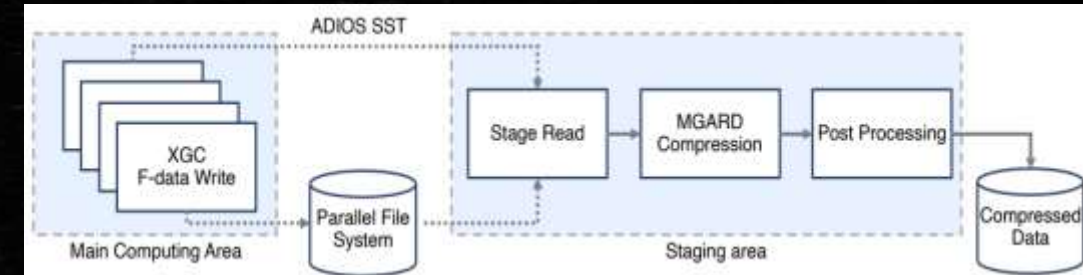 ADIOS SST
XGC
F-data Write
Main Computing Area
Parallel File
System
Stage Read
MGARD
Compression
Post Processing
Staging area
Compressed
Data